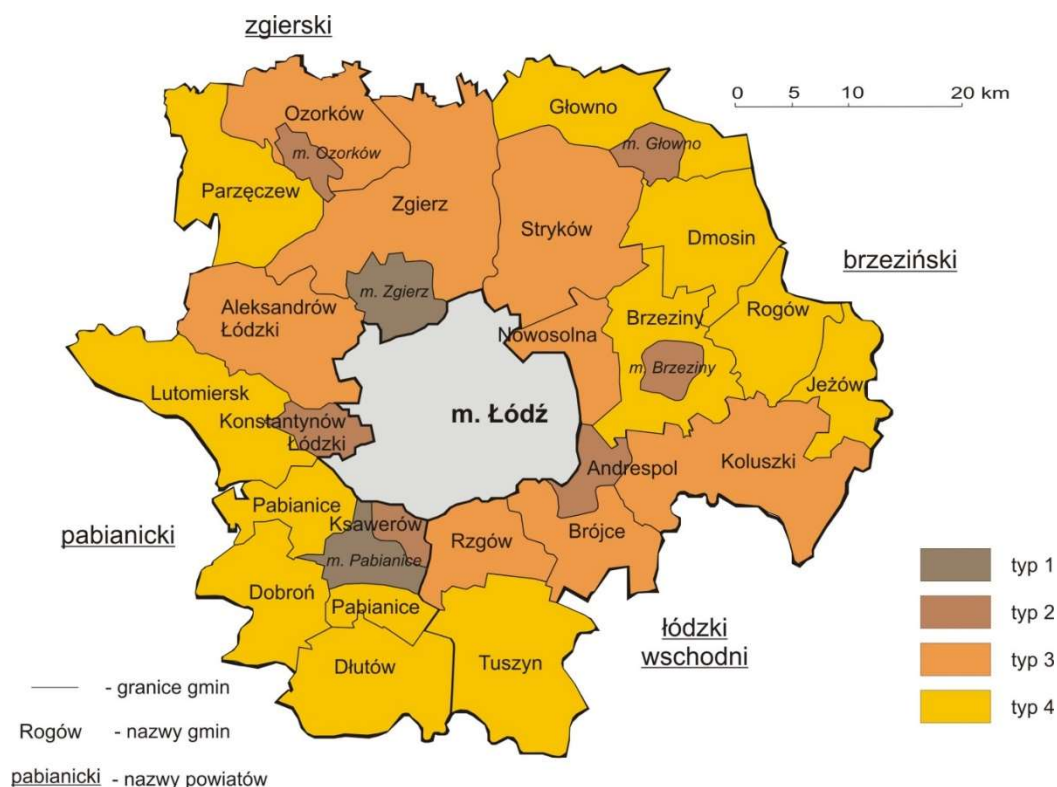 zgierski
0 5 10 20 km
Głowno
Ozorków
m. Głowno
m. Ozorków
Parzęczew
Zgierz
Stryków
Dmosin
brzeziński
m. Zgierz
Aleksandrów
Łódzki
Brzeziny
Rogów
Nowosolna
m. Brzeziny
Jeżów
Lutomiersk
Konstantynów
Łódzki
m. Łódź
Andrespol
Koluszki
Pabianice
Ksawerów
pabianicki
Rzgów
Brójce
m. Pabianice
typ 1
Dobroń
Pabianice
typ 2
łódzki
wschodni
typ 3
Dłutów
Tuszyn
typ 4
- granice gmin
Rogów - nazwy gmin
pabianicki - nazwy powiatów